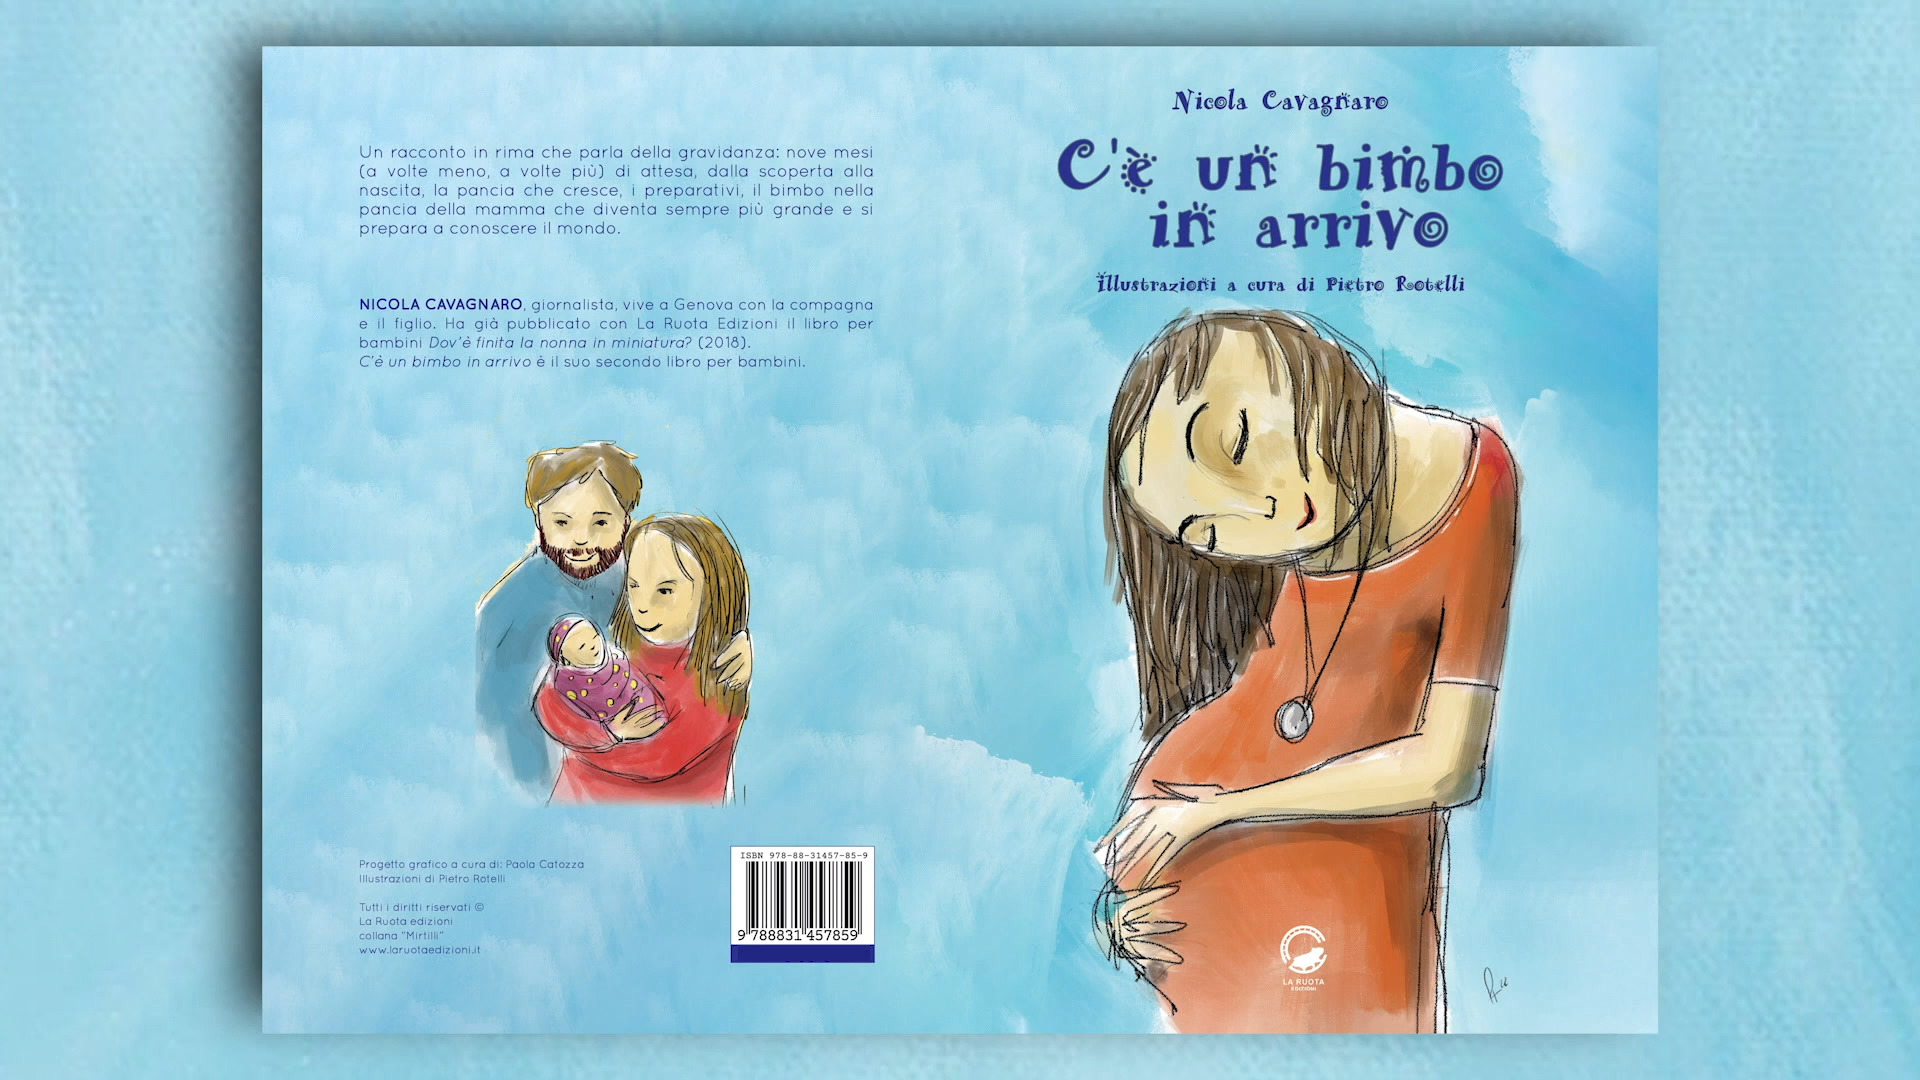 Un racconto in rima che parla della gravidanza: nove mesi
(a volte meno, a volte più) di attesa, dalla scoperta alla
nascita, la pancia che cresce, i preparativi, il bimbo nella
pancia della mamma che diventa sempre più grande e si
prepara a conoscere il mondo.
NICOLA CAVAGNARO, giornalista, vive a Genova con la compagna
e il figlio. Ha già pubblicato con La Ruota Edizioni il libro per
bambini Dov'è finita la nonna in miniatura? (2018).
C'è un bimbo in arrivo è il suo secondo libro per bambini.
Progetto grafico a cura di: Paola Catozza
Illustrazioni di Pietro Rotelli
Tutti i diritti riservati ©
La Ruota edizioni
collana "Mirtilli"
www.laruotaedizioni.it
ISBN 978-88-31457-85-9
9 788831 457859
Nicola Cavagnaro
C'è un bimbo
in arrivo
Illustrazioni a cura di Pietro Rotelli
LA RUOTA
EDIZIONI